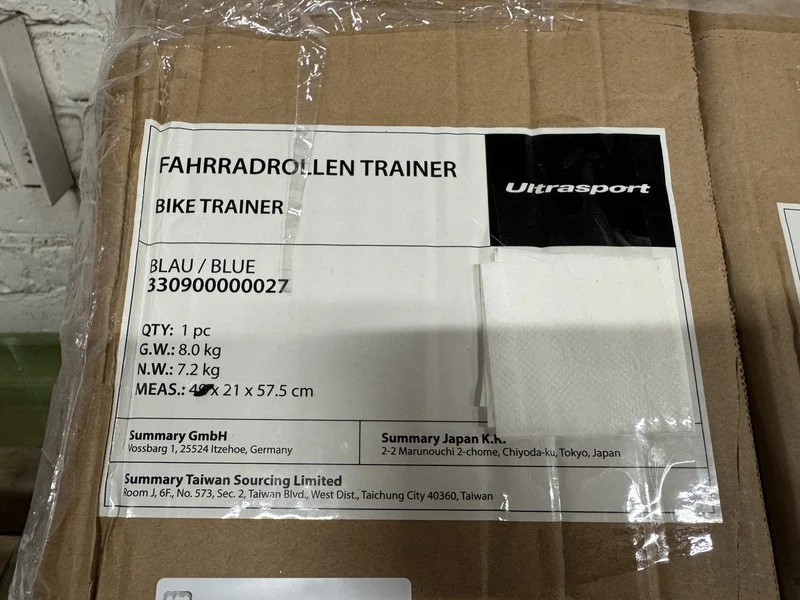 FAHRRADROLLEN TRAINER
BIKE TRAINER
Ultrasport
BLAU / BLUE
330900000027
QTY: 1 pc
G.W.: 8.0 kg
N.W.: 7.2 kg
MEAS.: x 21 x 57.5 cm
Summary GmbH
Vossbarg 1, 25524 Itzehoe, Germany
Summary Japan K.K.
2-2 Marunouchi 2-chome, Chiyoda-ku, Tokyo, Japan
Summary Taiwan Sourcing Limited
Room J, 6F., No. 573, Sec. 2, Taiwan Blvd., West Dist., Taichung City 40360, Taiwan